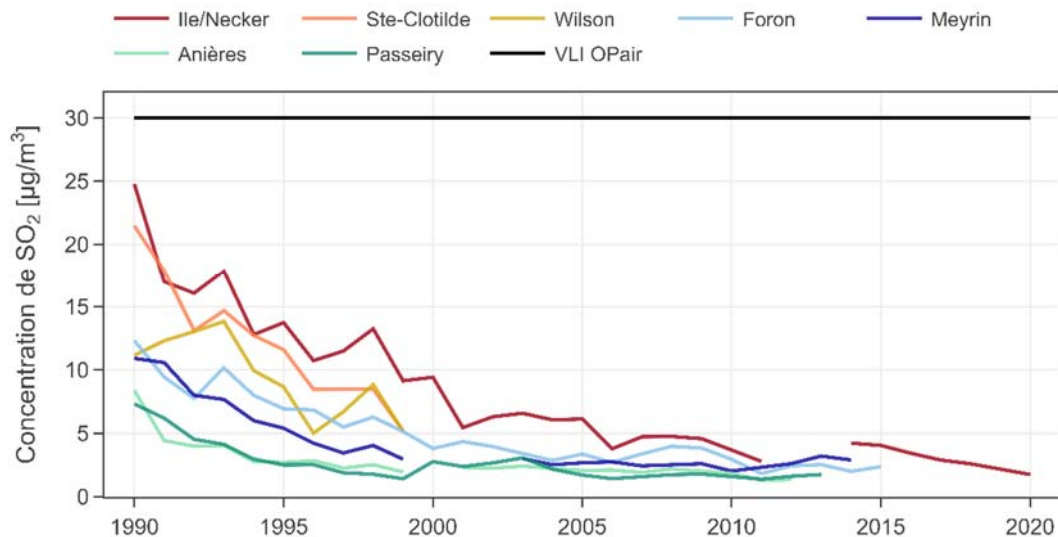 Ile/Necker Ste-Clotilde Wilson Foron Meyrin
Anières Passeiry VLI OPair
30
25
20
15
10
5
0
Concentration de SO₂ [µg/m³]
1990 1995 2000 2005 2010 2015 2020